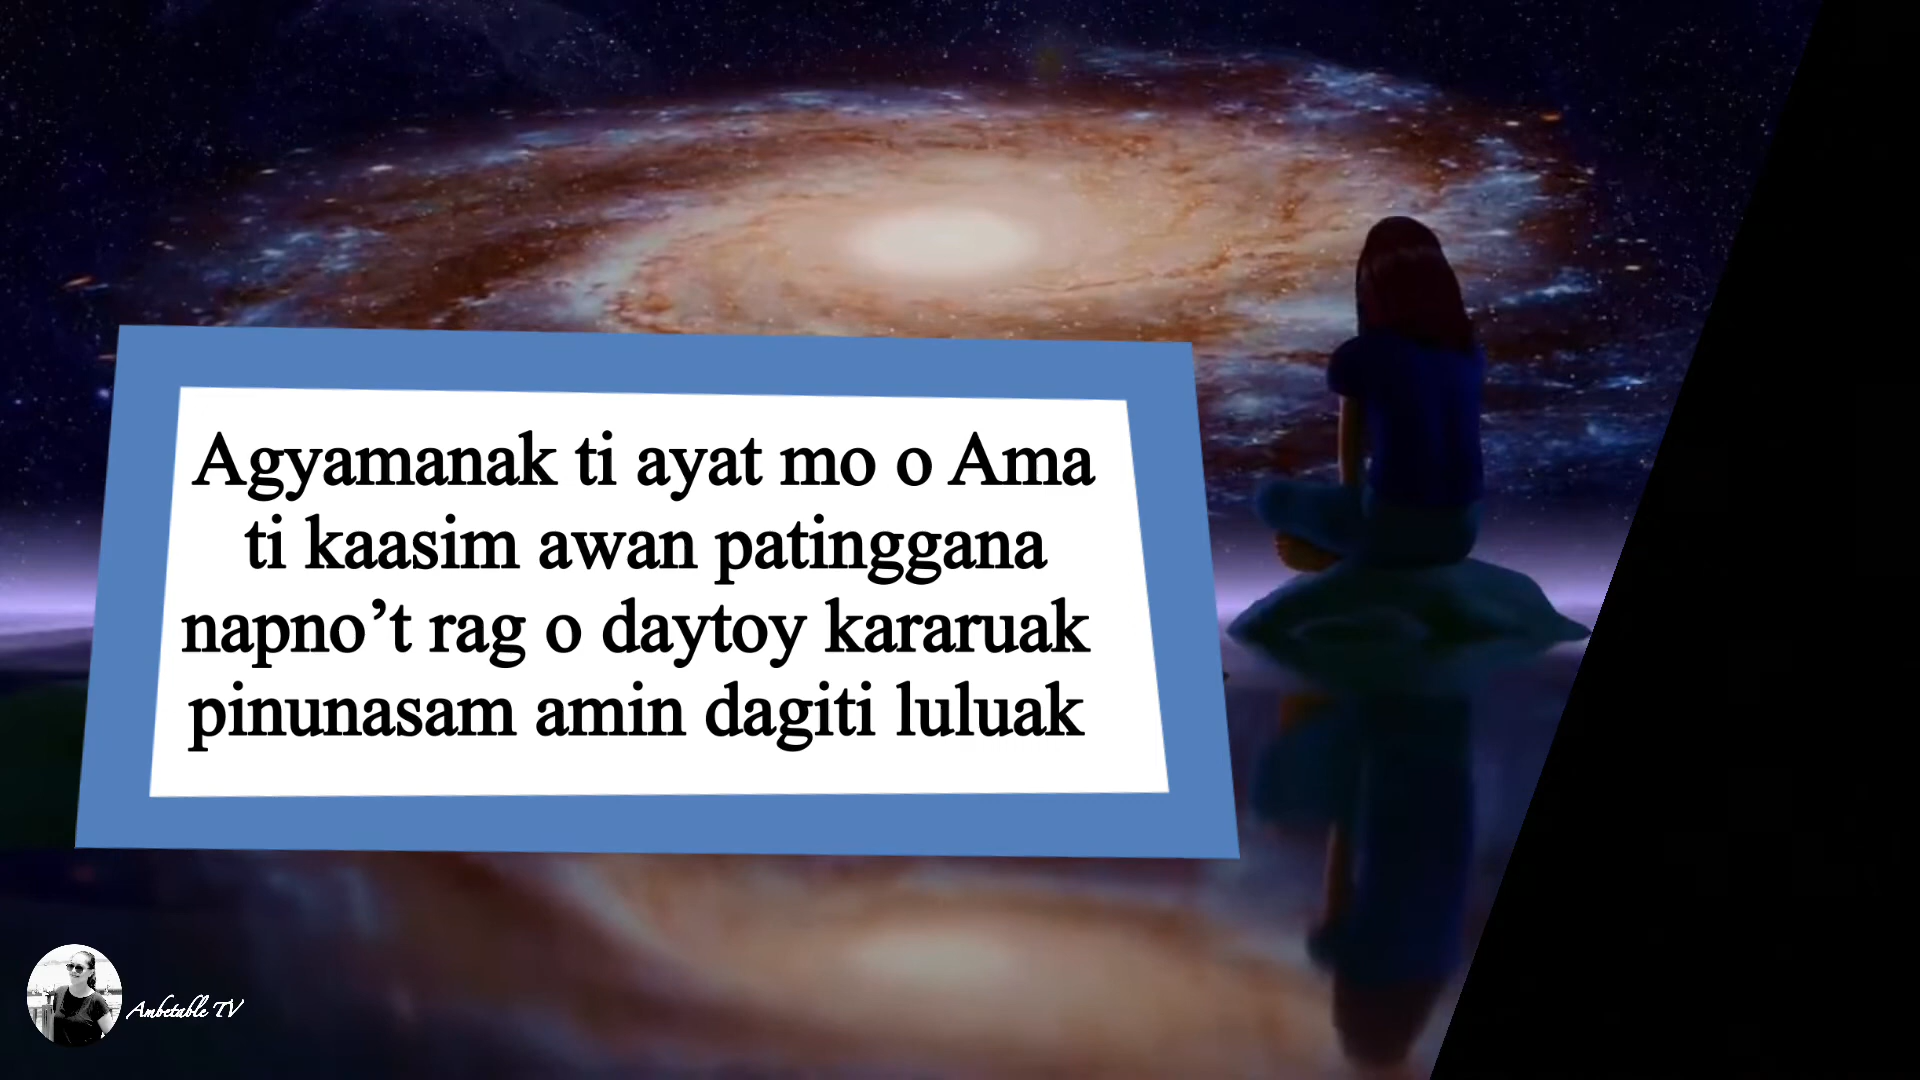 Agyamanak ti ayat mo o Ama
ti kaasim awan patinggana
napno’t rag o daytoy kararuak
pinunasam amin dagiti luluak
Ambetable TV